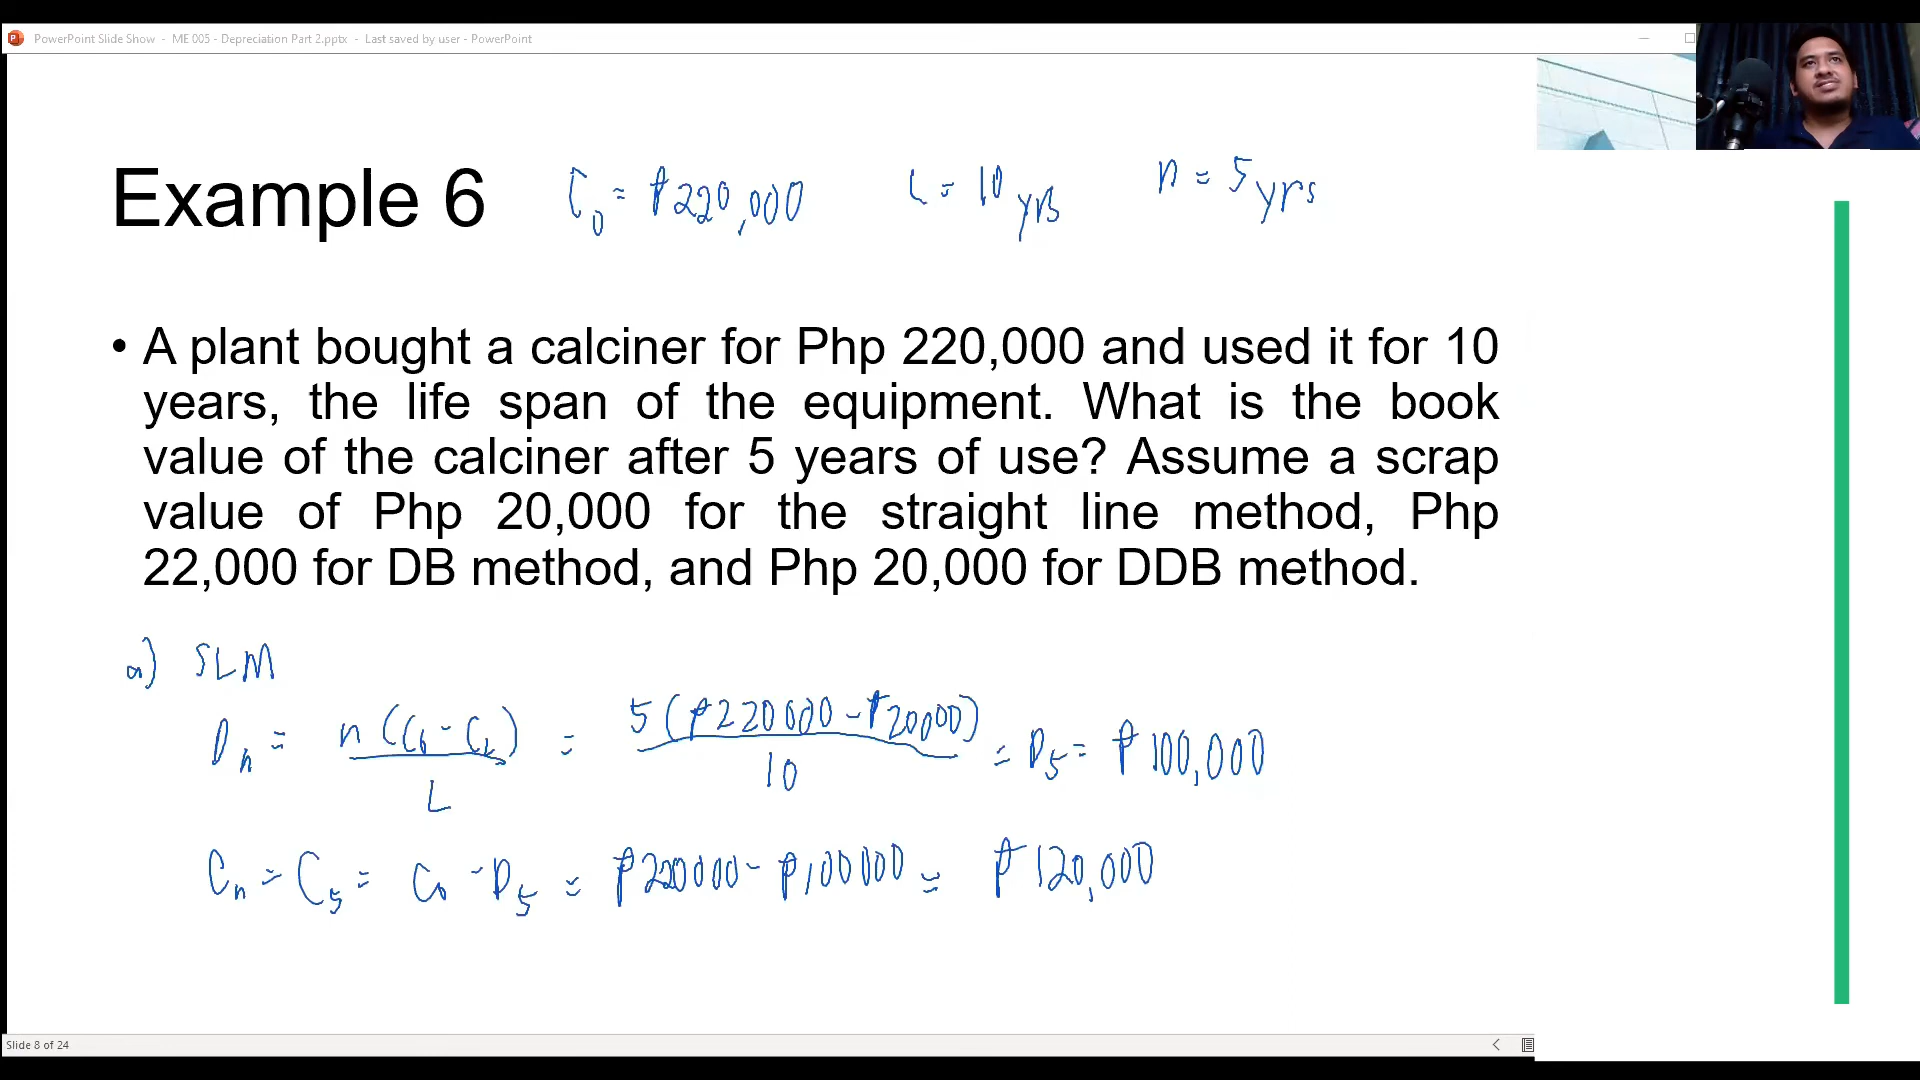 PowerPoint Slide Show - ME 005 - Depreciation Part 2.pptx - Last saved by user - PowerPoint
Example 6
C₀ = ₱220,000
L = 10 yrs
n = 5 yrs
• A plant bought a calciner for Php 220,000 and used it for 10
years, the life span of the equipment. What is the book
value of the calciner after 5 years of use? Assume a scrap
value of Php 20,000 for the straight line method, Php
22,000 for DB method, and Php 20,000 for DDB method.
a) SLM
Dₙ = n(C₀ - C_L) / L = 5(₱220000 - ₱20000) / 10 = D₅ = ₱100,000
Cₙ = C₅ = C₀ - D₅ = ₱220000 - ₱100000 = ₱120,000
Slide 8 of 24